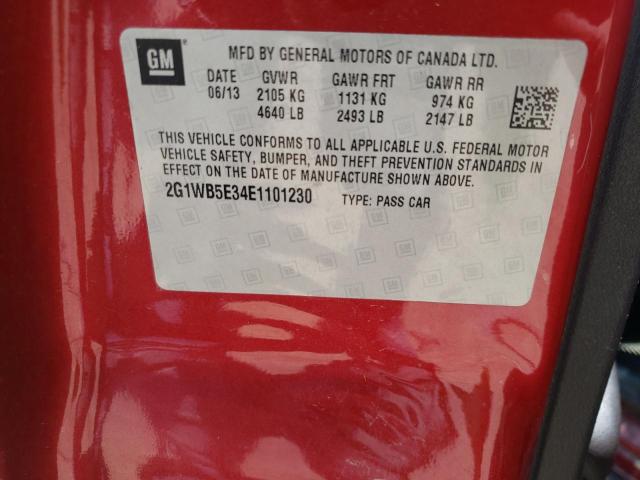 GM
MFD BY GENERAL MOTORS OF CANADA LTD.
DATE GVWR GAWR FRT GAWR RR
06/13 2105 KG 1131 KG 974 KG
4640 LB 2493 LB 2147 LB
THIS VEHICLE CONFORMS TO ALL APPLICABLE U.S. FEDERAL MOTOR
VEHICLE SAFETY, BUMPER, AND THEFT PREVENTION STANDARDS IN
EFFECT ON THE DATE OF MANUFACTURE SHOWN ABOVE.
2G1WB5E34E1101230 TYPE: PASS CAR